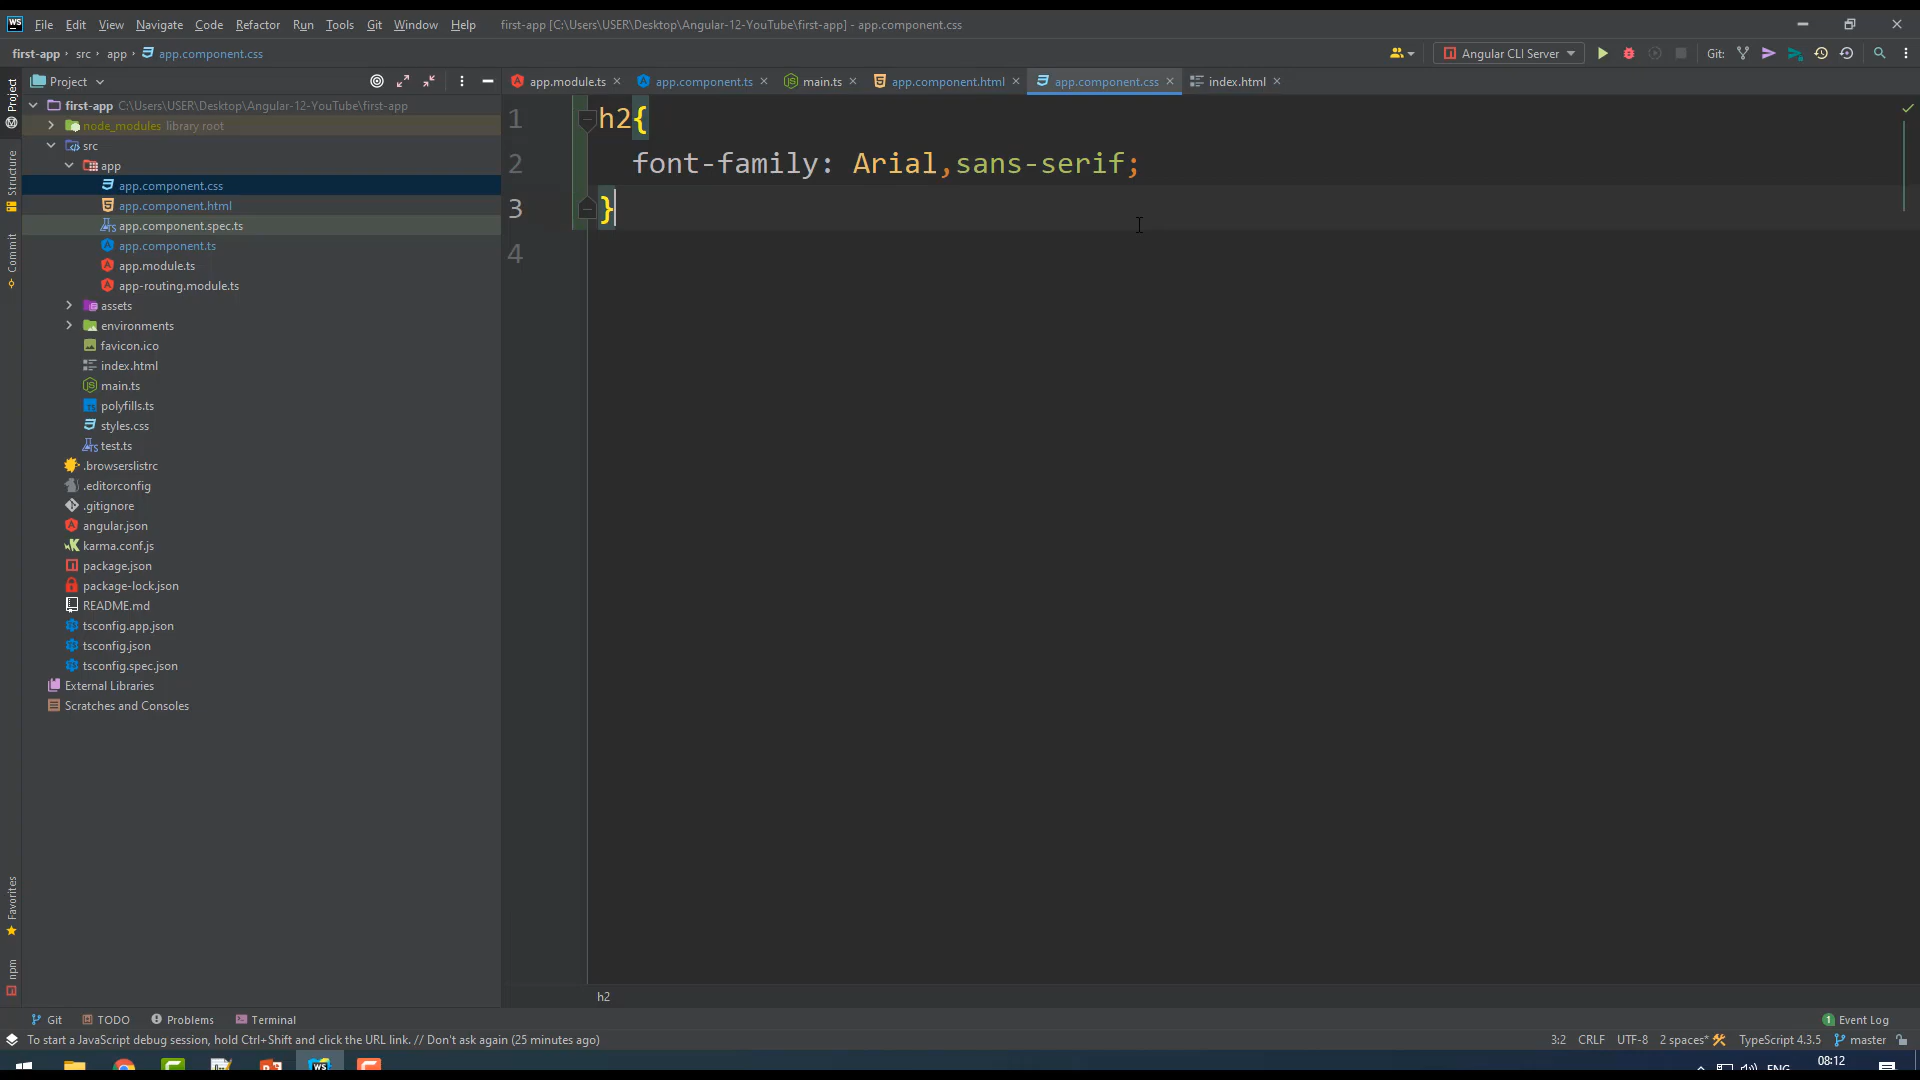 WS File Edit View Navigate Code Refactor Run Tools Git Window Help first-app [C:\Users\USER\Desktop\Angular-12-YouTube\first-app] - app.component.css
first-app src app app.component.css Angular CLI Server Git:
Project app.module.ts app.component.ts main.ts app.component.html app.component.css index.html
Project
Structure
Commit
Favorites
npm
first-app C:\Users\USER\Desktop\Angular-12-YouTube\first-app
node_modules library root
src
app
app.component.css
app.component.html
app.component.spec.ts
app.component.ts
app.module.ts
app-routing.module.ts
assets
environments
favicon.ico
index.html
main.ts
polyfills.ts
styles.css
test.ts
.browserslistrc
.editorconfig
.gitignore
angular.json
karma.conf.js
package.json
package-lock.json
README.md
tsconfig.app.json
tsconfig.json
tsconfig.spec.json
External Libraries
Scratches and Consoles
1 h2{
2 font-family: Arial,sans-serif;
3 }
4
h2
Git TODO Problems Terminal 1 Event Log
To start a JavaScript debug session, hold Ctrl+Shift and click the URL link. // Don't ask again (25 minutes ago) 3:2 CRLF UTF-8 2 spaces* TypeScript 4.3.5 master
WS ENG 08:12